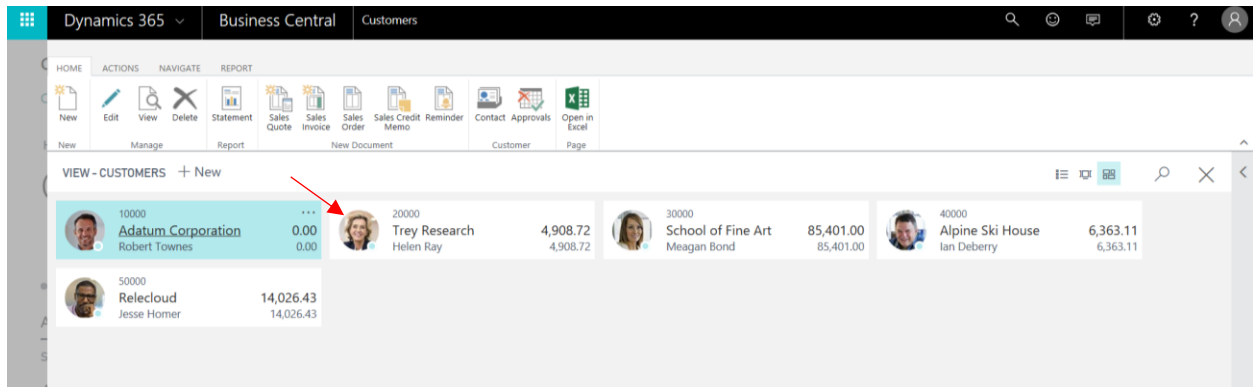 Dynamics 365 Business Central Customers ?
HOME ACTIONS NAVIGATE REPORT
New Edit View Delete Statement Sales Quote Sales Invoice Sales Order Sales Credit Memo Reminder Contact Approvals Open in Excel
New Manage Report New Document Customer Page
VIEW - CUSTOMERS + New
10000 ...
Adatum Corporation 0.00
Robert Townes 0.00
20000
Trey Research 4,908.72
Helen Ray 4,908.72
30000
School of Fine Art 85,401.00
Meagan Bond 85,401.00
40000
Alpine Ski House 6,363.11
Ian Deberry 6,363.11
50000
Relecloud 14,026.43
Jesse Homer 14,026.43